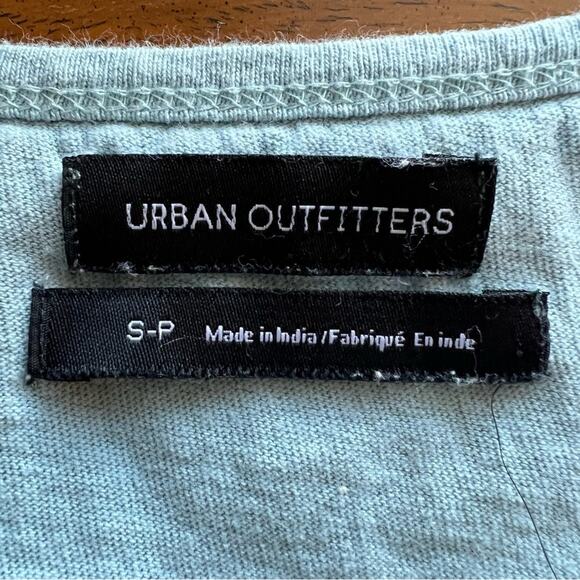 URBAN OUTFITTERS
S-P Made in India / Fabriqué En inde